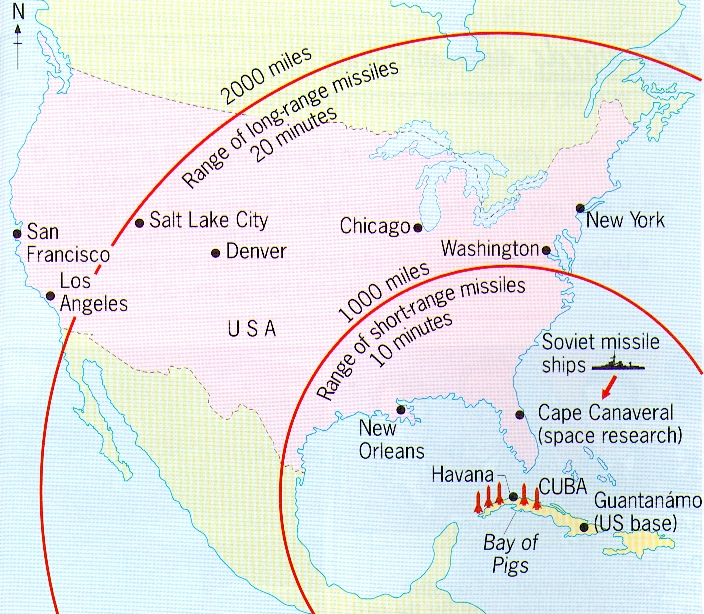 N
2000 miles
Range of long-range missiles
20 minutes
San
Francisco
Salt Lake City
Denver
Chicago
New York
Washington
Los
Angeles
USA
1000 miles
Range of short-range missiles
10 minutes
Soviet missile
ships
New
Orleans
Cape Canaveral
(space research)
Havana
CUBA
Guantanámo
(US base)
Bay of
Pigs